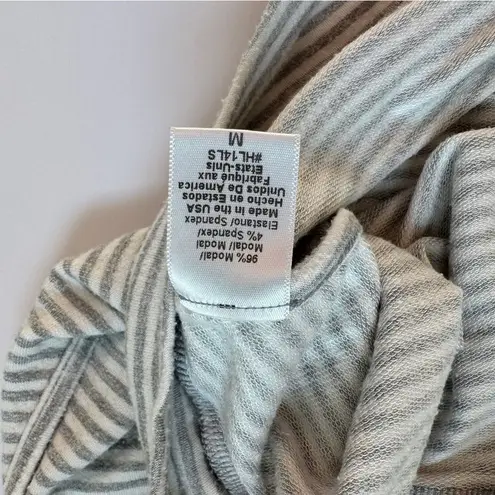 96% Modal/
Modal/ Modal
4% Spandex/
Elastano/ Spandex
Made in the USA
Hecho en Estados
Unidos De America
Fabriqué aux
Etats-Unis
#HL14LS
M